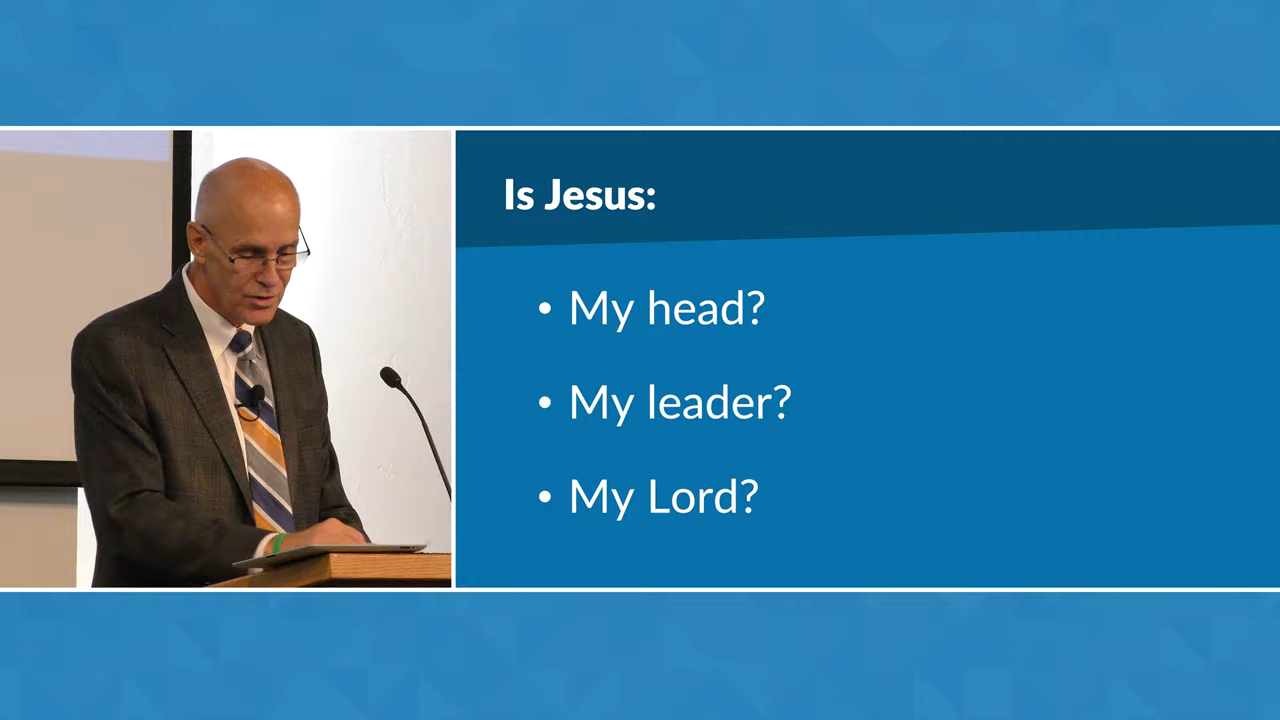 Is Jesus:
• My head?
• My leader?
• My Lord?